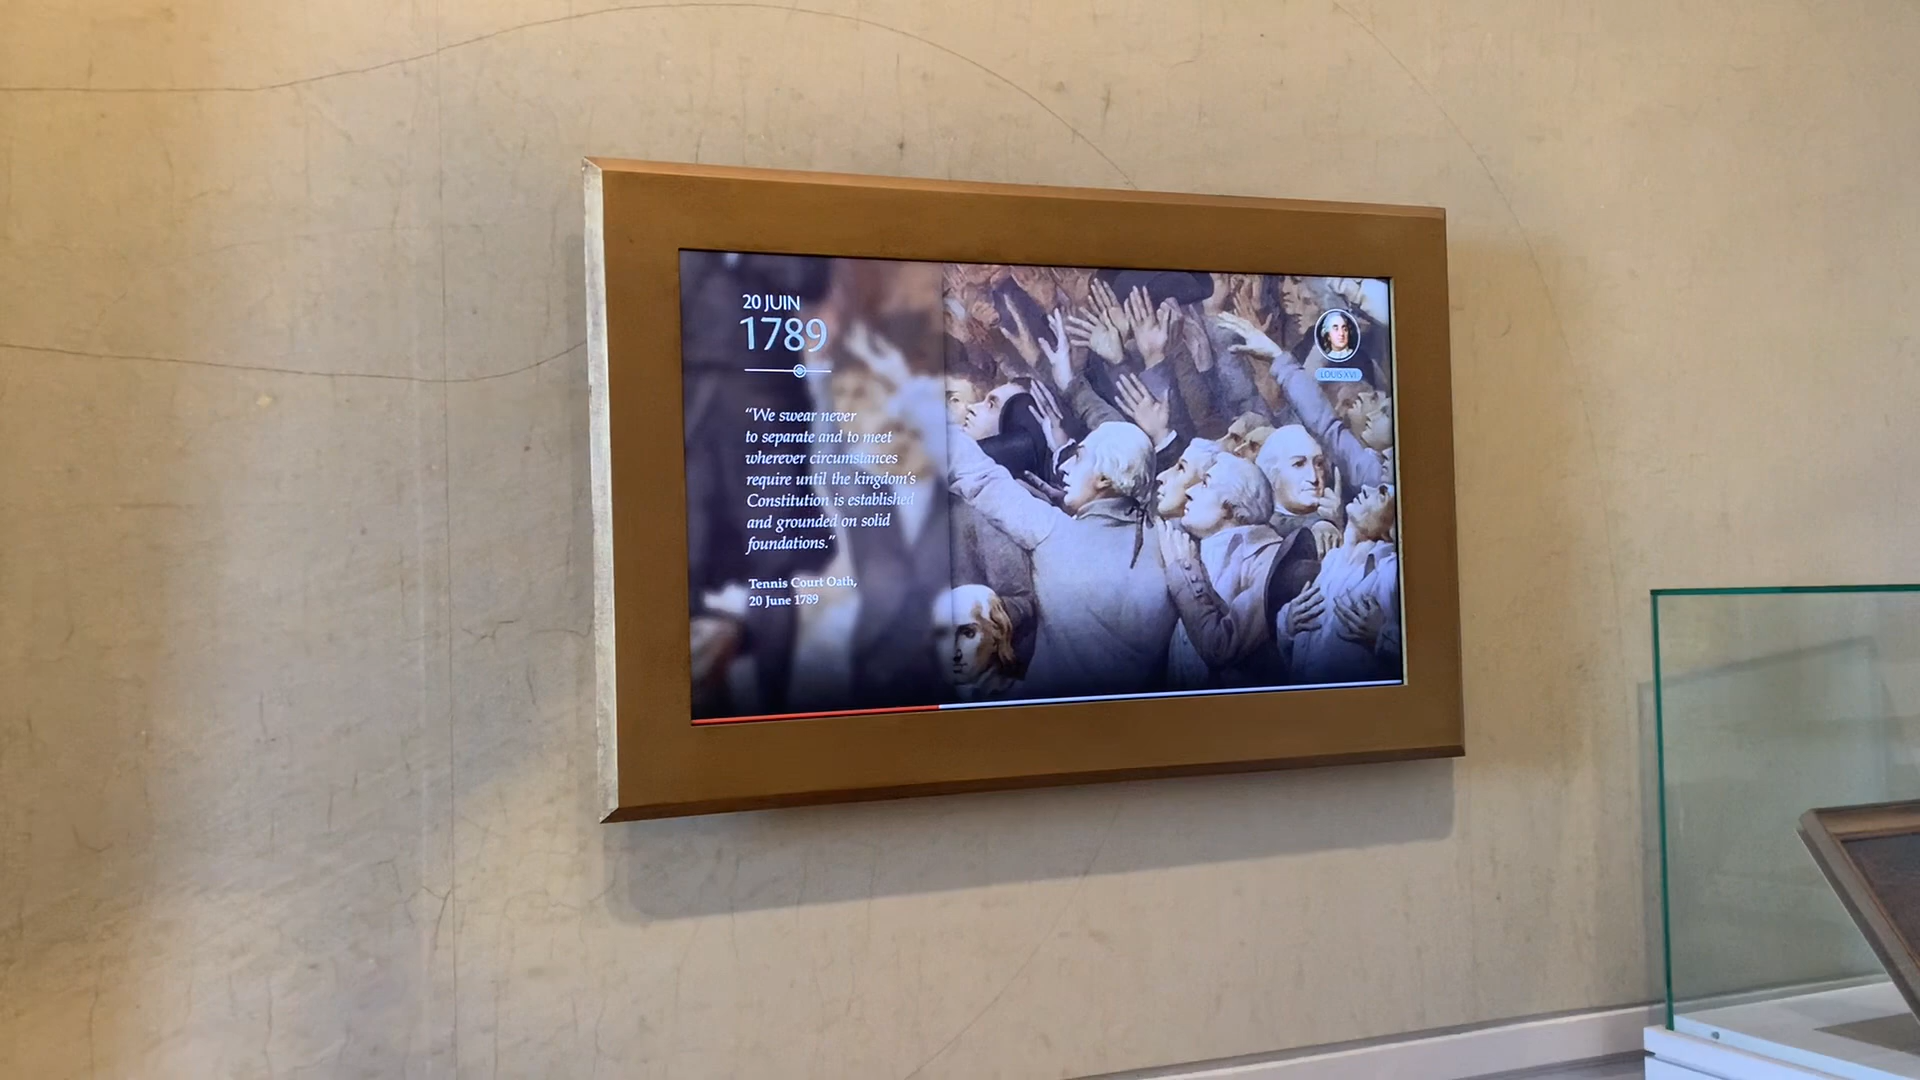 20 JUIN
1789
“We swear never
to separate and to meet
wherever circumstances
require until the kingdom's
Constitution is established
and grounded on solid
foundations.”
Tennis Court Oath,
20 June 1789
LOUIS XVI